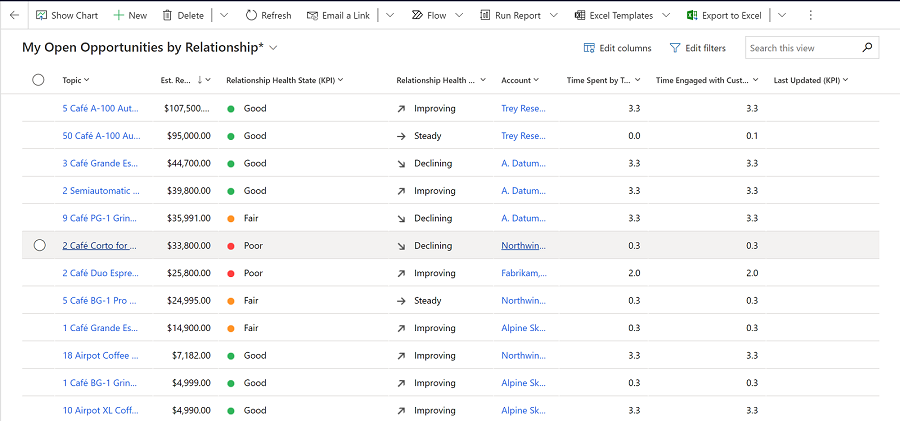 Show Chart New Delete Refresh Email a Link Flow Run Report Excel Templates Export to Excel
My Open Opportunities by Relationship* Edit columns Edit filters Search this view
Topic Est. Re... Relationship Health State (KPI) Relationship Health ... Account Time Spent by T... Time Engaged with Cust... Last Updated (KPI)
5 Café A-100 Aut... $107,500.... Good Improving Trey Rese... 3.3 3.3
50 Café A-100 Au... $95,000.00 Good Steady Trey Rese... 0.0 0.1
3 Café Grande Es... $44,700.00 Good Declining A. Datum... 3.3 3.3
2 Semiautomatic ... $39,800.00 Good Improving A. Datum... 3.3 3.3
9 Café PG-1 Grin... $35,991.00 Fair Declining A. Datum... 3.3 3.3
2 Café Corto for ... $33,800.00 Poor Declining Northwin... 0.3 0.3
2 Café Duo Espre... $25,800.00 Poor Improving Fabrikam,... 2.0 2.0
5 Café BG-1 Pro ... $24,995.00 Fair Steady Northwin... 0.3 0.3
1 Café Grande Es... $14,900.00 Fair Improving Alpine Sk... 0.3 0.3
18 Airpot Coffee ... $7,182.00 Good Improving Northwin... 3.3 3.3
1 Café BG-1 Grin... $4,999.00 Good Improving Alpine Sk... 0.3 0.3
10 Airpot XL Coff... $4,990.00 Good Improving Alpine Sk... 3.3 3.3